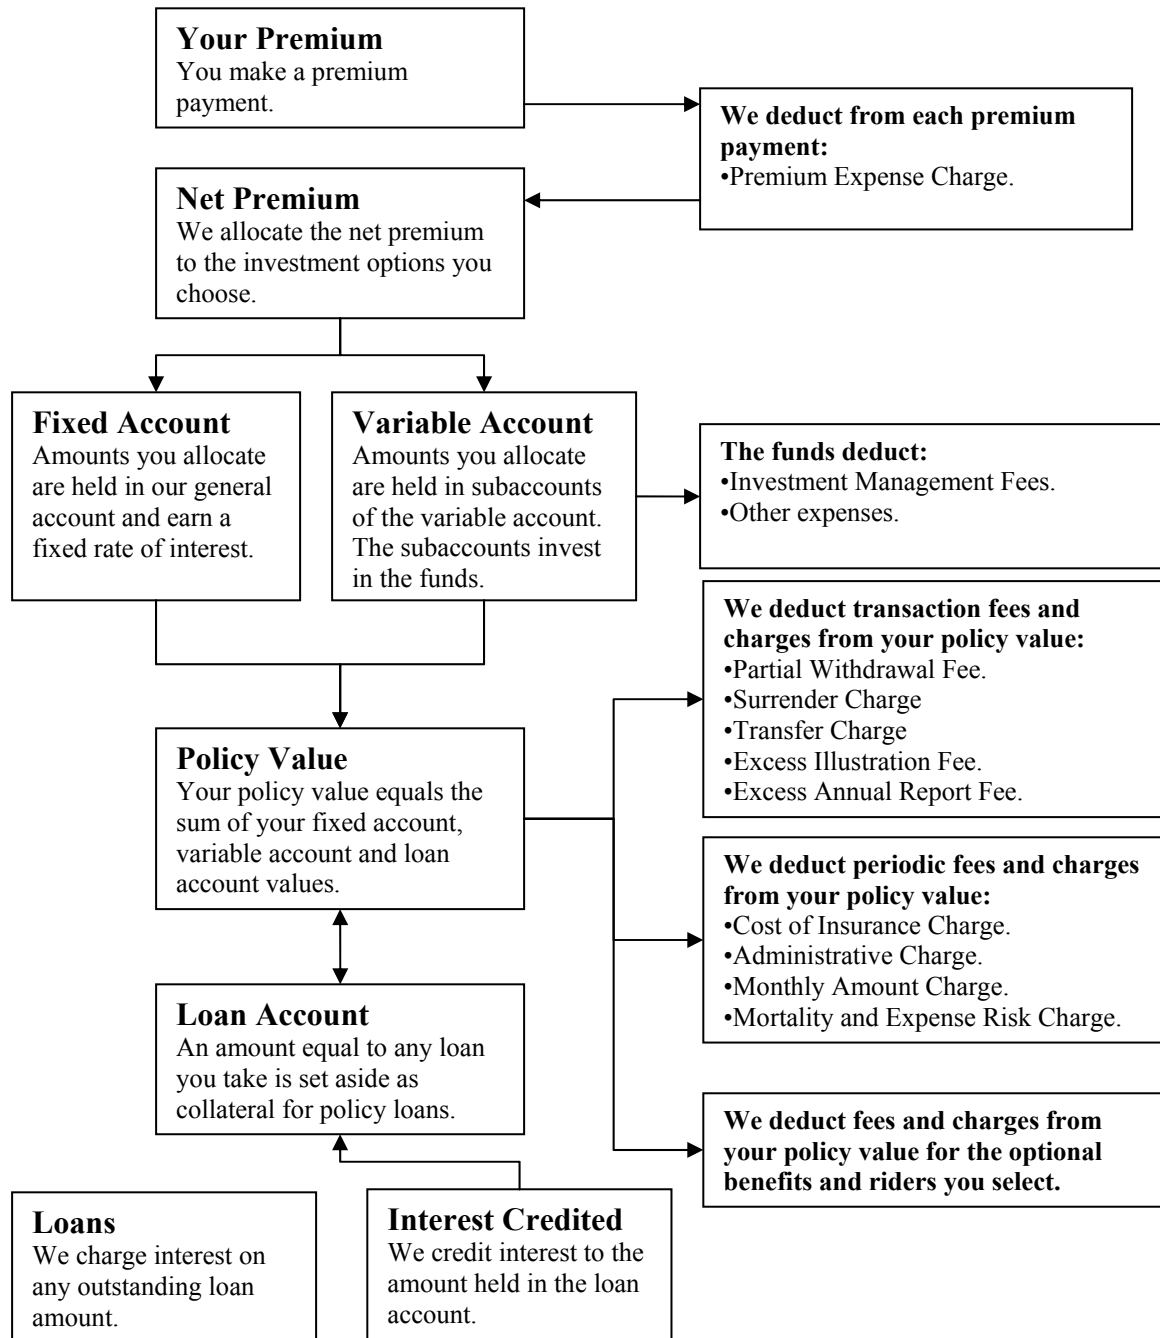 Your Premium
You make a premium
payment.
We deduct from each premium
payment:
•Premium Expense Charge.
Net Premium
We allocate the net premium
to the investment options you
choose.
Fixed Account
Amounts you allocate
are held in our general
account and earn a
fixed rate of interest.
Variable Account
Amounts you allocate
are held in subaccounts
of the variable account.
The subaccounts invest
in the funds.
The funds deduct:
•Investment Management Fees.
•Other expenses.
We deduct transaction fees and
charges from your policy value:
•Partial Withdrawal Fee.
•Surrender Charge
•Transfer Charge
•Excess Illustration Fee.
•Excess Annual Report Fee.
Policy Value
Your policy value equals the
sum of your fixed account,
variable account and loan
account values.
We deduct periodic fees and charges
from your policy value:
•Cost of Insurance Charge.
•Administrative Charge.
•Monthly Amount Charge.
•Mortality and Expense Risk Charge.
Loan Account
An amount equal to any loan
you take is set aside as
collateral for policy loans.
We deduct fees and charges from
your policy value for the optional
benefits and riders you select.
Loans
We charge interest on
any outstanding loan
amount.
Interest Credited
We credit interest to the
amount held in the loan
account.